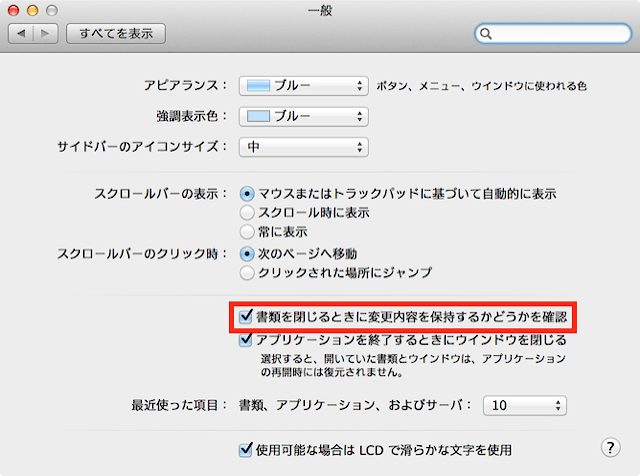 一般
すべてを表示
アピアランス： ブルー ボタン、メニュー、ウインドウに使われる色
強調表示色： ブルー
サイドバーのアイコンサイズ： 中
スクロールバーの表示： マウスまたはトラックパッドに基づいて自動的に表示
スクロール時に表示
常に表示
スクロールバーのクリック時： 次のページへ移動
クリックされた場所にジャンプ
書類を閉じるときに変更内容を保持するかどうかを確認
アプリケーションを終了するときにウインドウを閉じる
選択すると、開いていた書類とウインドウは、アプリケーション
の再開時には復元されません。
最近使った項目： 書類、アプリケーション、およびサーバ： 10
使用可能な場合は LCD で滑らかな文字を使用
?